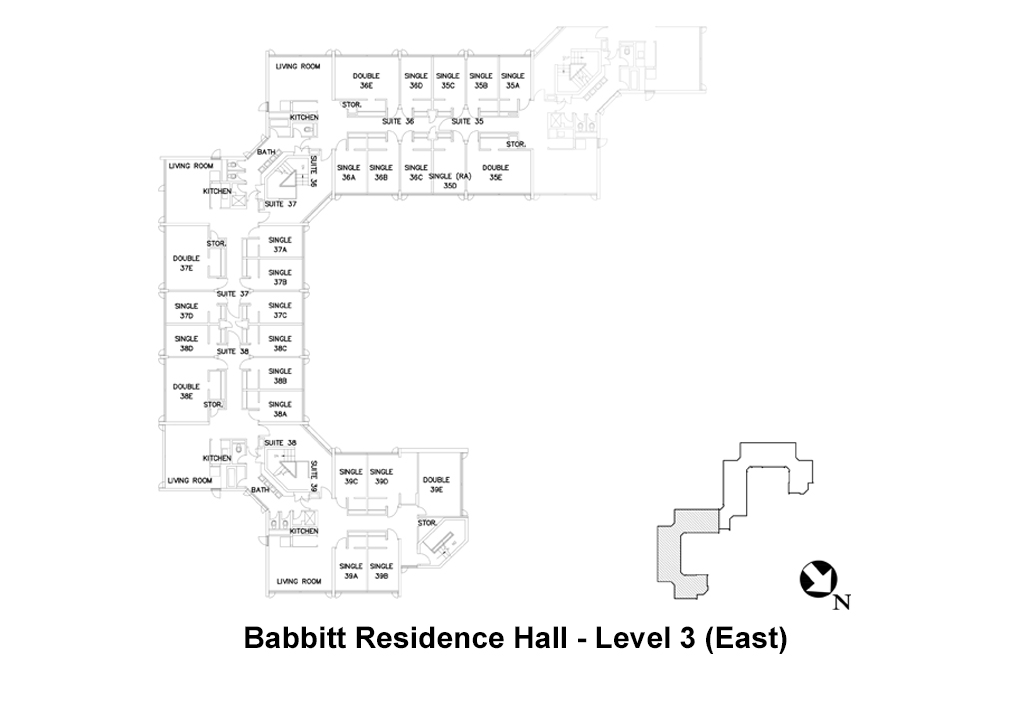 LIVING ROOM
DOUBLE
36E
SINGLE
36D
SINGLE
35C
SINGLE
35B
SINGLE
35A
STOR.
KITCHEN
SUITE 36
SUITE 35
STOR.
BATH
SUITE 36
SINGLE
36A
SINGLE
36B
SINGLE
36C
SINGLE (RA)
35D
DOUBLE
35E
LIVING ROOM
KITCHEN
SUITE 37
STOR.
SINGLE
37A
DOUBLE
37E
SINGLE
37B
SUITE 37
SINGLE
37D
SINGLE
37C
SINGLE
38D
SINGLE
38C
SUITE 38
SINGLE
38B
DOUBLE
38E
STOR.
SINGLE
38A
SUITE 38
KITCHEN
LIVING ROOM
BATH
SUITE 39
SINGLE
39C
SINGLE
39D
DOUBLE
39E
STOR.
KITCHEN
SINGLE
39A
SINGLE
39B
LIVING ROOM
N
Babbitt Residence Hall - Level 3 (East)